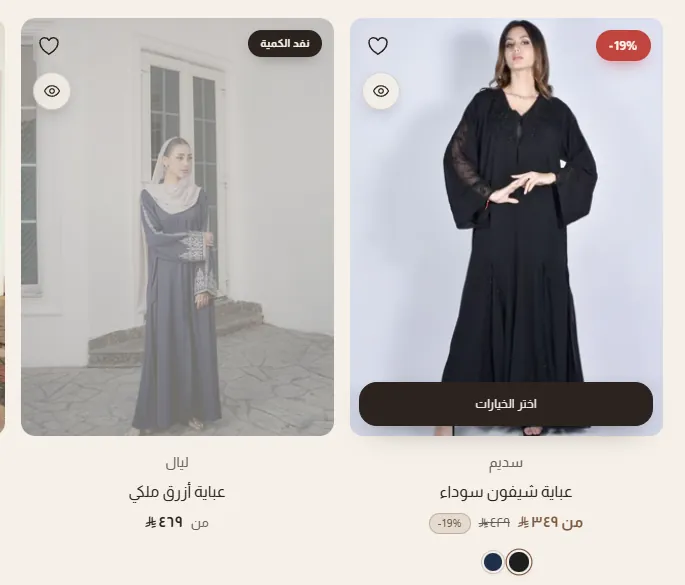 -19%
اختر الخيارات
سديم
عباية شيفون سوداء
من ٣٤٩ ⃁ ٤٢٩ ⃁ -19%
نفد الكمية
ليال
عباية أزرق ملكي
من ٤٦٩ ⃁